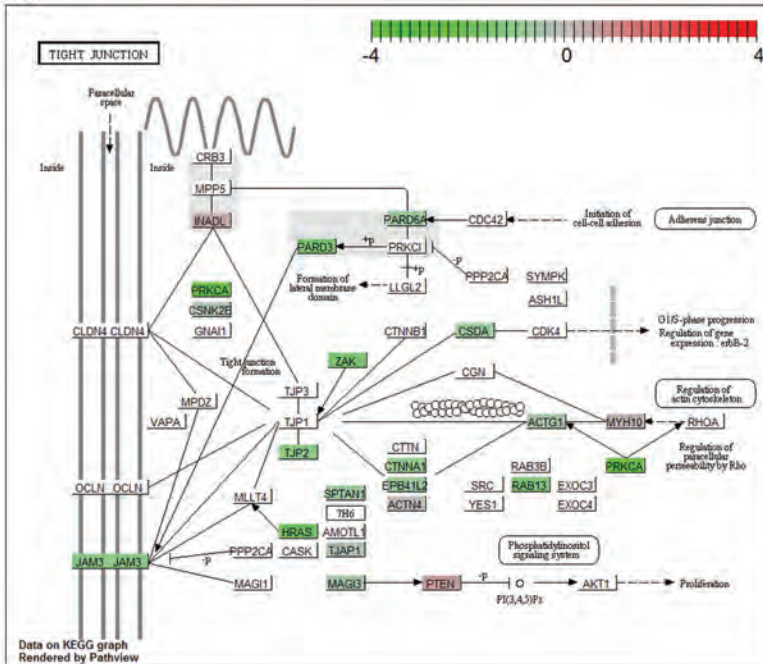 -4 0 4
TIGHT JUNCTION
Paracellular
space
Inside
Inside
CRB3
MPP5
INADL
PARD6A
CDC42
Initiation of
cell-cell adhesion
Adherens junction
PARD3
+p
PRKCI
-p
Formation of
lateral membrane
domain
+p
LLGL2
PPP2CA
SYMPK
ASH1L
PRKCA
CSNK2B
GNAI1
CLDN4 CLDN4
CTNNB1
CSDA
CDK4
G1/S-phase progression
Regulation of gene
expression : erbB-2
Tight junction
formation
ZAK
CGN
TJP3
MPDZ
VAPA
TJP1
ACTG1
MYH10
RHOA
Regulation of
actin cytoskeleton
TJP2
CTTN
CTNNA1
EPB41L2
ACTN4
RAB3B
RAB13
SRC
YES1
EXOC3
EXOC4
PRKCA
Regulation of
paracellular
permeability by Rho
OCLN OCLN
MLLT4
SPTAN1
7H6
AMOTL1
TJAP1
HRAS
PPP2CA
CASK
-p
JAM3 JAM3
MAGI1
MAGI3
PTEN
-p
PI(3,4,5)P3
AKT1
Proliferation
Phosphatidylinositol
signaling system
Data on KEGG graph
Rendered by Pathview